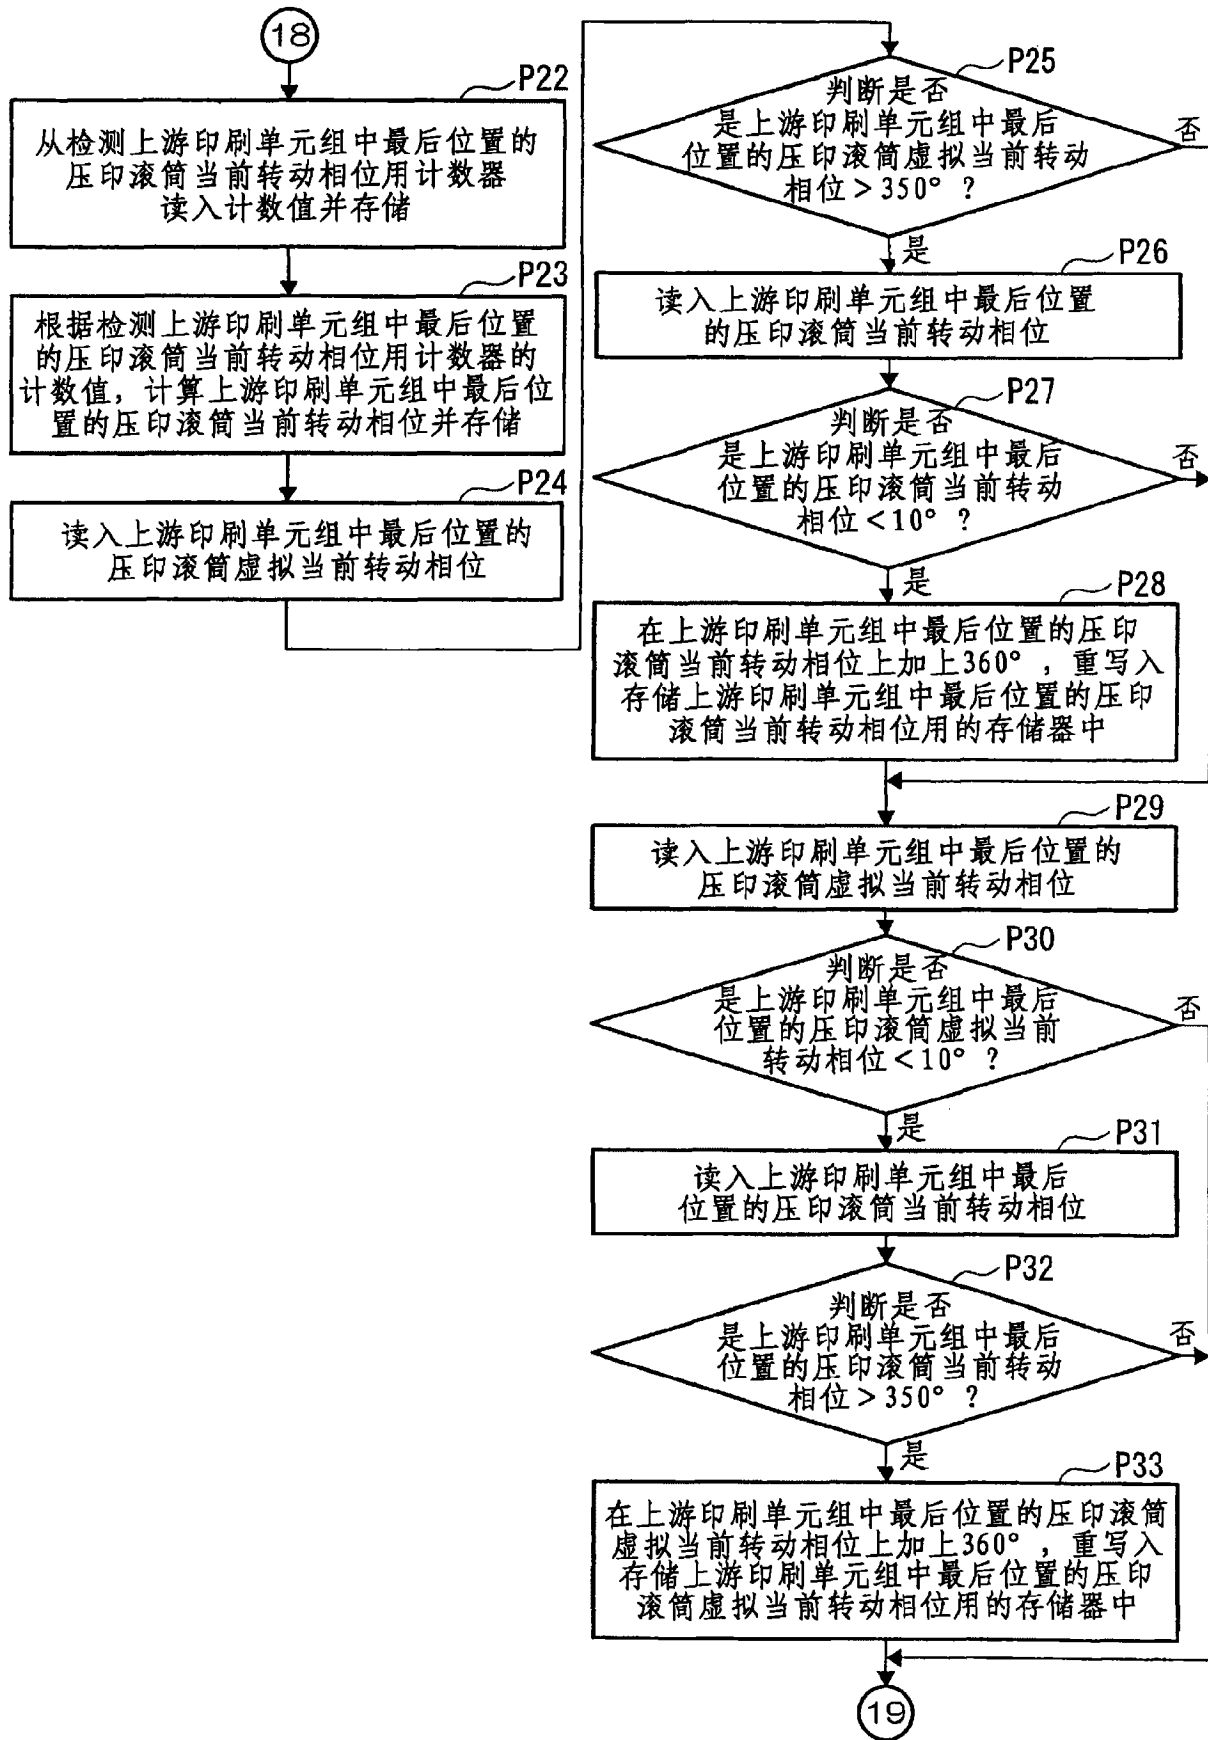 18
P22
从检测上游印刷单元组中最后位置的
压印滚筒当前转动相位用计数器
读入计数值并存储
P23
根据检测上游印刷单元组中最后位置
的压印滚筒当前转动相位用计数器的
计数值，计算上游印刷单元组中最后位
置的压印滚筒当前转动相位并存储
P24
读入上游印刷单元组中最后位置的
压印滚筒虚拟当前转动相位
P25
判断是否
是上游印刷单元组中最后
位置的压印滚筒虚拟当前转动
相位＞350°？
否
是
P26
读入上游印刷单元组中最后位置
的压印滚筒当前转动相位
P27
判断是否
是上游印刷单元组中最后
位置的压印滚筒当前转动
相位＜10°？
否
是
P28
在上游印刷单元组中最后位置的压印
滚筒当前转动相位上加上360°，重写入
存储上游印刷单元组中最后位置的压印
滚筒当前转动相位用的存储器中
P29
读入上游印刷单元组中最后位置的
压印滚筒虚拟当前转动相位
P30
判断是否
是上游印刷单元组中最后
位置的压印滚筒虚拟当前
转动相位＜10°？
否
是
P31
读入上游印刷单元组中最后
位置的压印滚筒当前转动相位
P32
判断是否
是上游印刷单元组中最后
位置的压印滚筒当前转动
相位＞350°？
否
是
P33
在上游印刷单元组中最后位置的压印滚筒
虚拟当前转动相位上加上360°，重写入
存储上游印刷单元组中最后位置的压印
滚筒虚拟当前转动相位用的存储器中
19